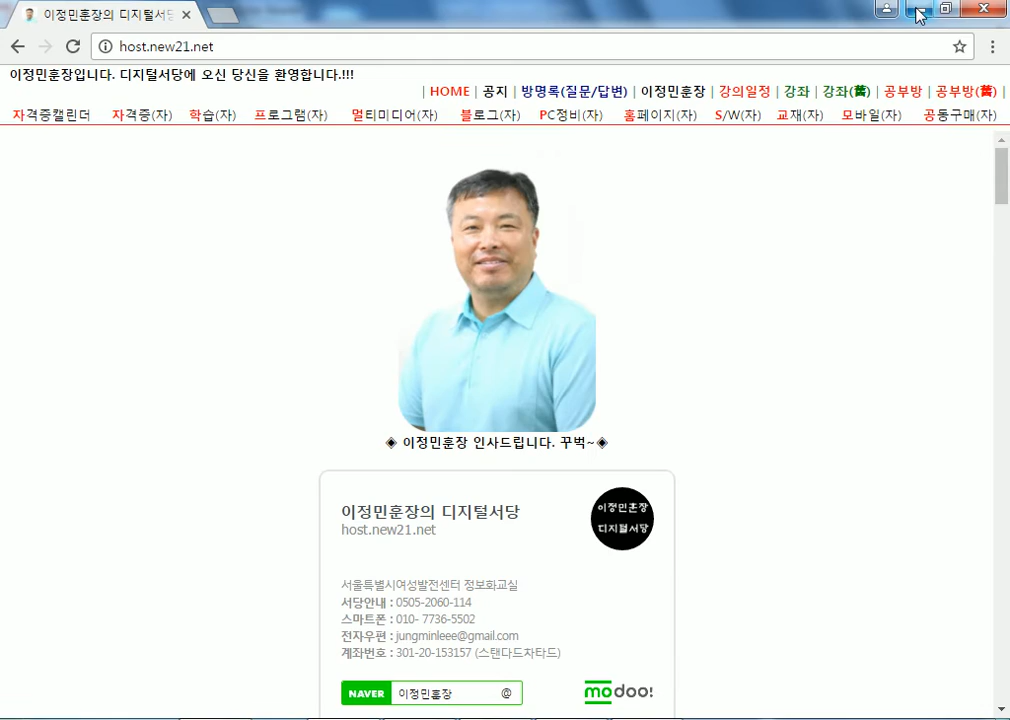 이정민훈장의 디지털서당
host.new21.net
이정민훈장입니다. 디지털서당에 오신 당신을 환영합니다.!!!
| HOME | 공지 | 방명록(질문/답변) | 이정민훈장 | 강의일정 | 강좌 | 강좌(舊) | 공부방 | 공부방(舊) |
자격증캘린더 자격증(자) 학습(자) 프로그램(자) 멀티미디어(자) 블로그(자) PC정비(자) 홈페이지(자) S/W(자) 교재(자) 모바일(자) 공동구매(자)
◈ 이정민훈장 인사드립니다. 꾸벅~◈
이정민훈장의 디지털서당
host.new21.net
이정민훈장
디지털서당
서울특별시여성발전센터 정보화교실
서당안내 : 0505-2060-114
스마트폰 : 010- 7736-5502
전자우편 : jungminleee@gmail.com
계좌번호 : 301-20-153157 (스탠다드차타드)
NAVER 이정민훈장 @
modoo!